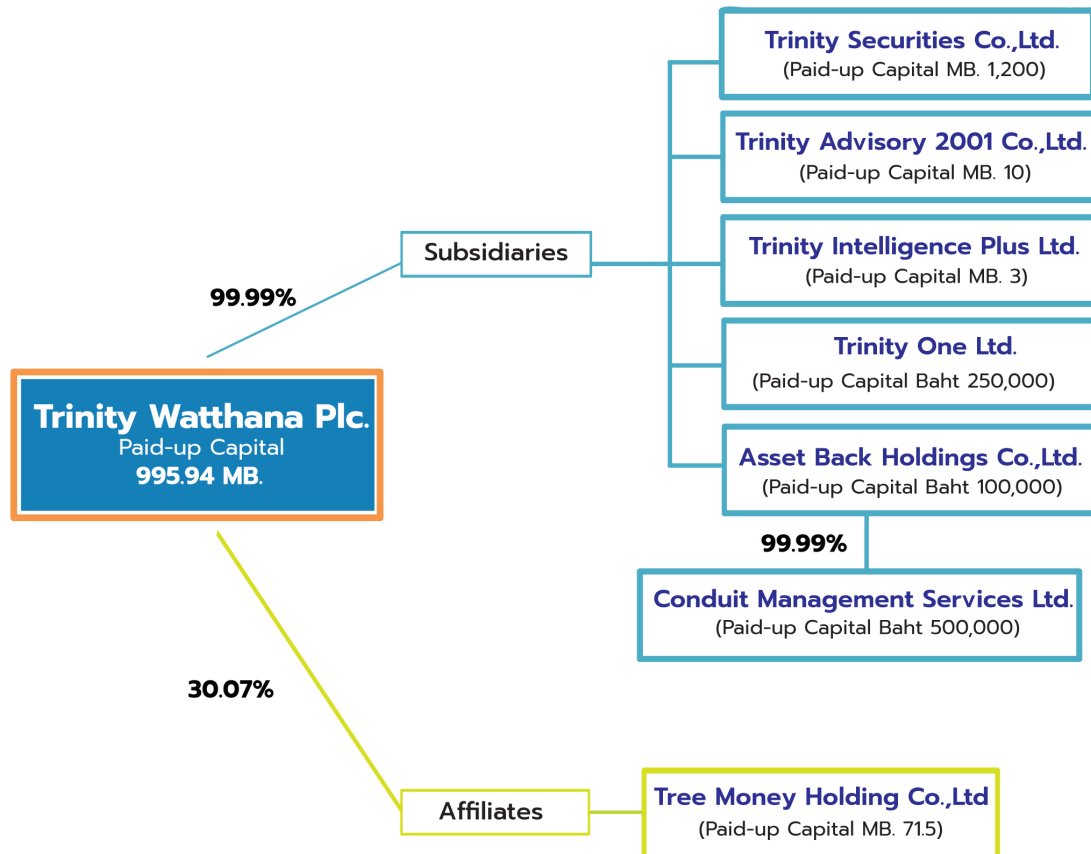 Trinity Securities Co.,Ltd.
(Paid-up Capital MB. 1,200)
Trinity Advisory 2001 Co.,Ltd.
(Paid-up Capital MB. 10)
Subsidiaries
Trinity Intelligence Plus Ltd.
(Paid-up Capital MB. 3)
99.99%
Trinity One Ltd.
(Paid-up Capital Baht 250,000)
Trinity Watthana Plc.
Paid-up Capital
995.94 MB.
Asset Back Holdings Co.,Ltd.
(Paid-up Capital Baht 100,000)
99.99%
Conduit Management Services Ltd.
(Paid-up Capital Baht 500,000)
30.07%
Affiliates
Tree Money Holding Co.,Ltd
(Paid-up Capital MB. 71.5)